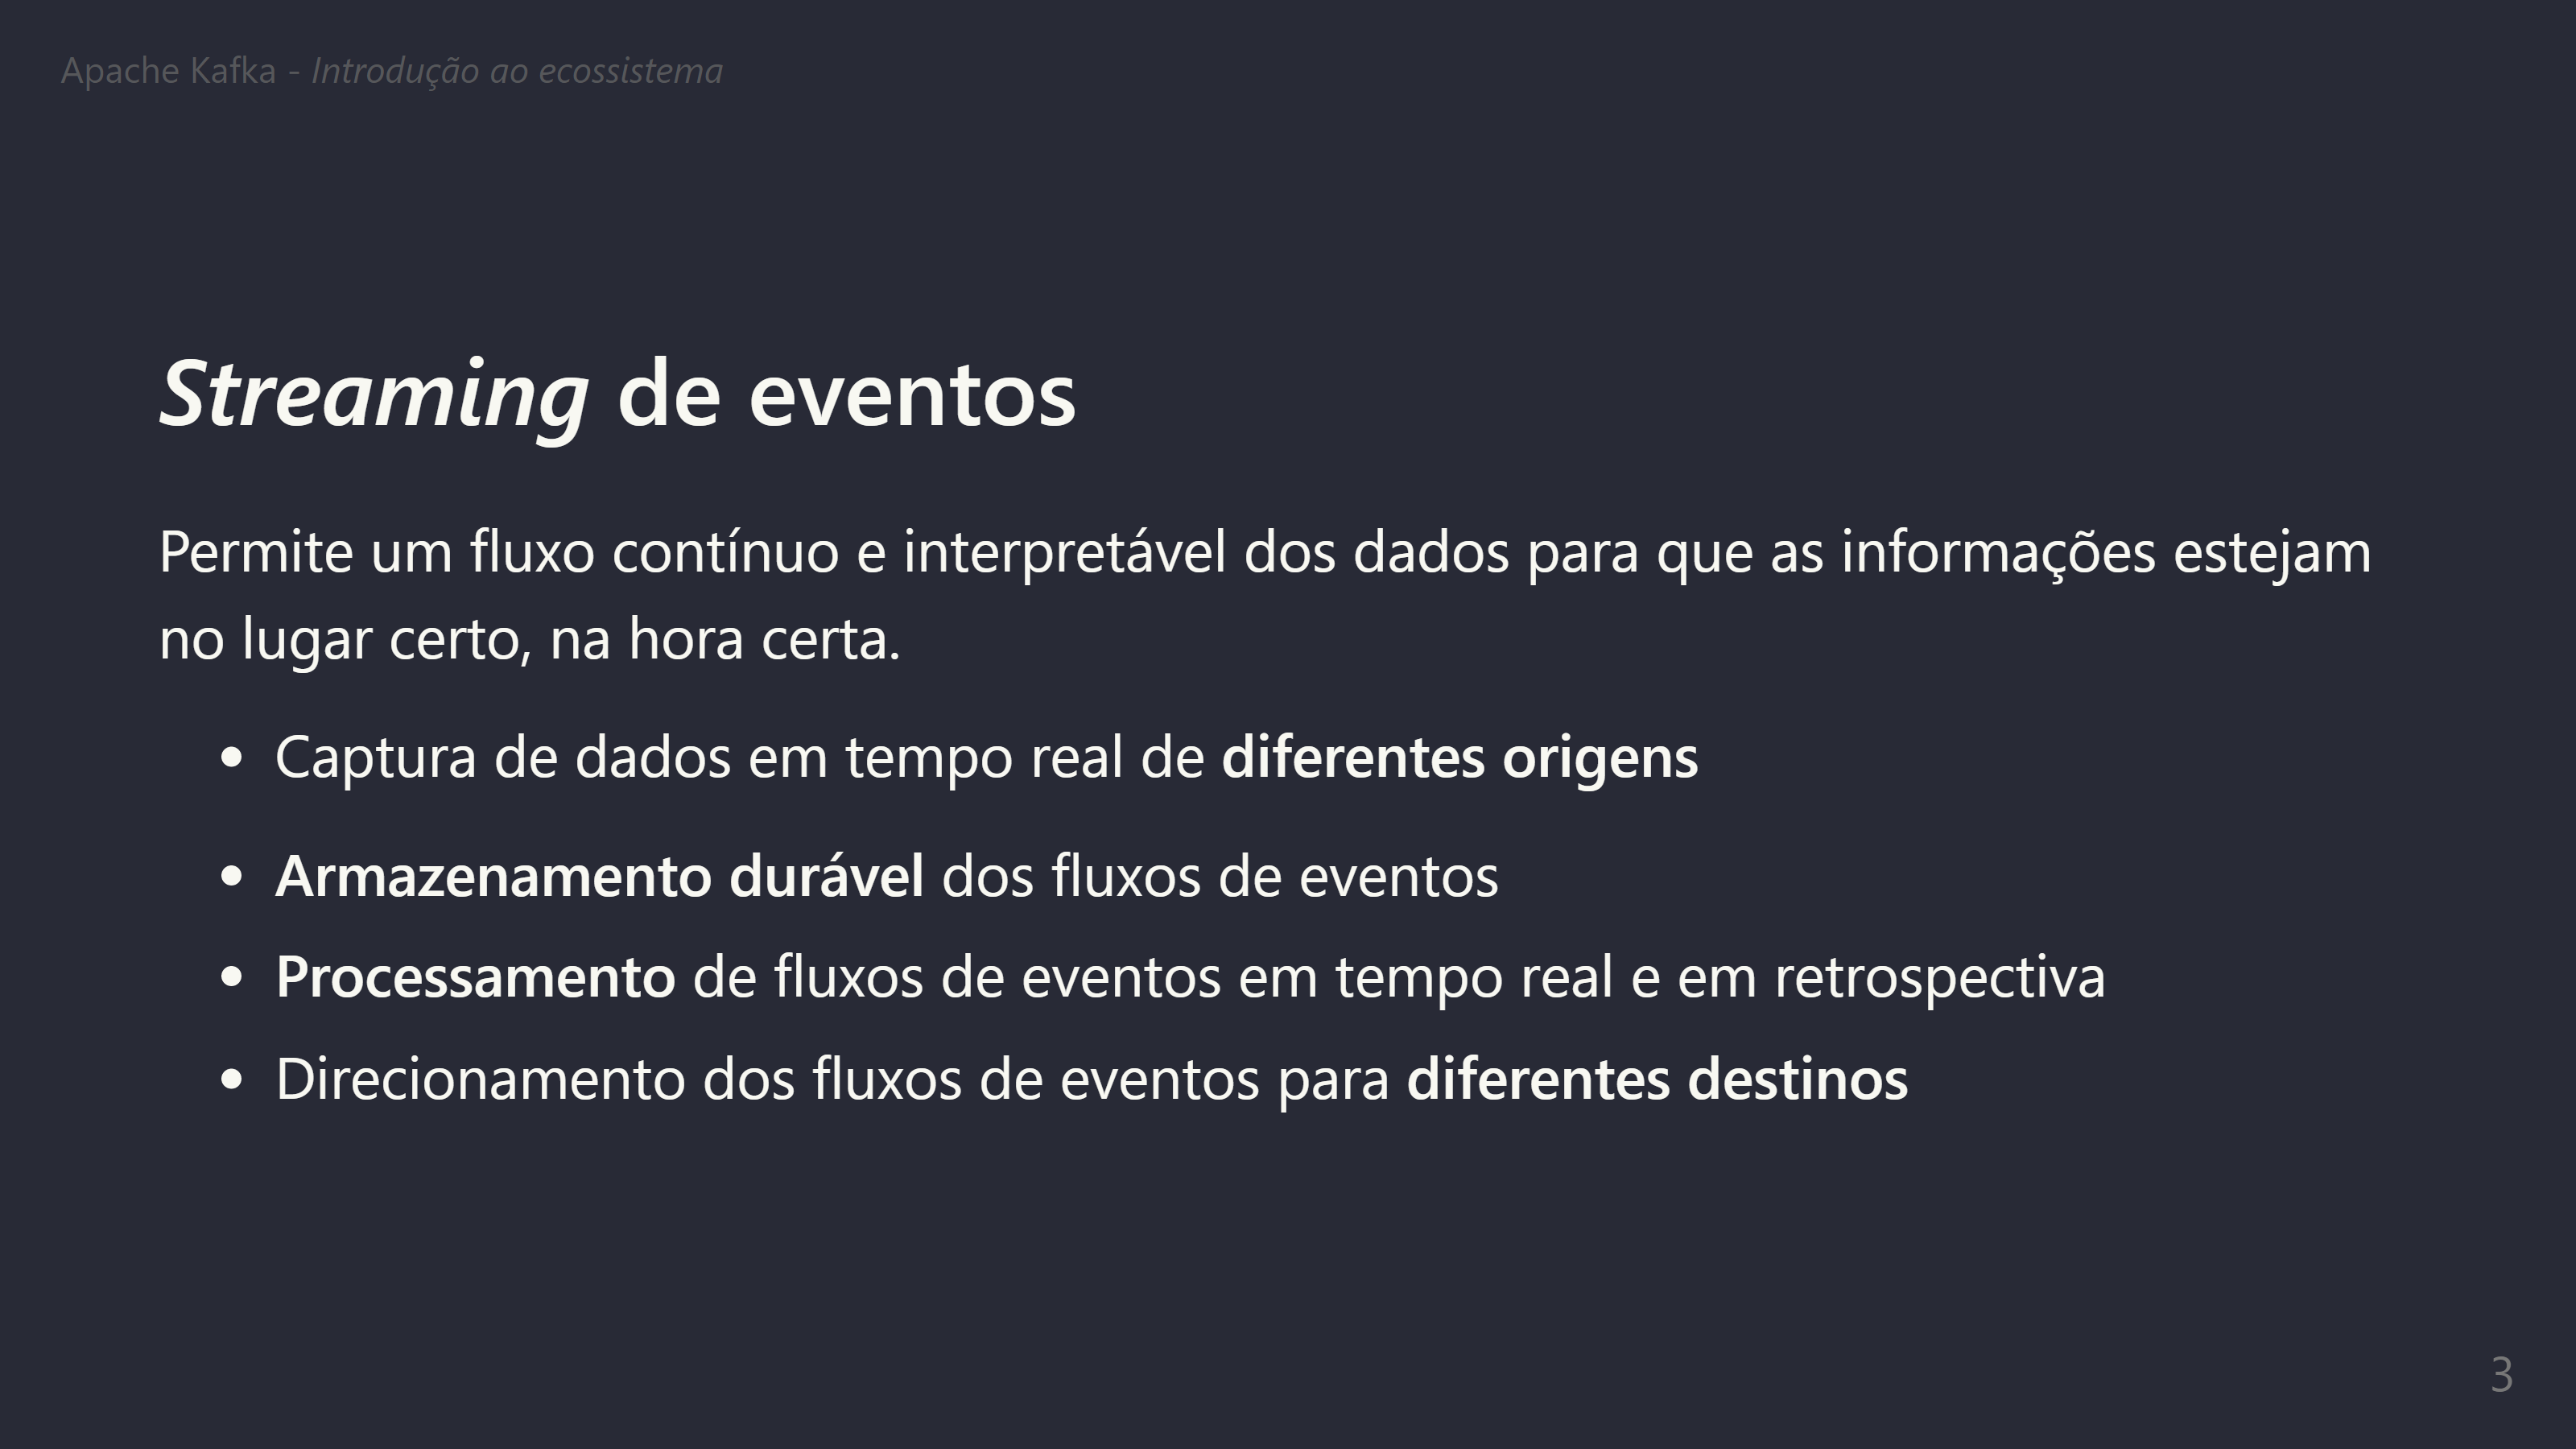 Apache Kafka - Introdução ao ecossistema
Streaming de eventos
Permite um fluxo contínuo e interpretável dos dados para que as informações estejam
no lugar certo, na hora certa.
• Captura de dados em tempo real de diferentes origens
• Armazenamento durável dos fluxos de eventos
• Processamento de fluxos de eventos em tempo real e em retrospectiva
• Direcionamento dos fluxos de eventos para diferentes destinos
3